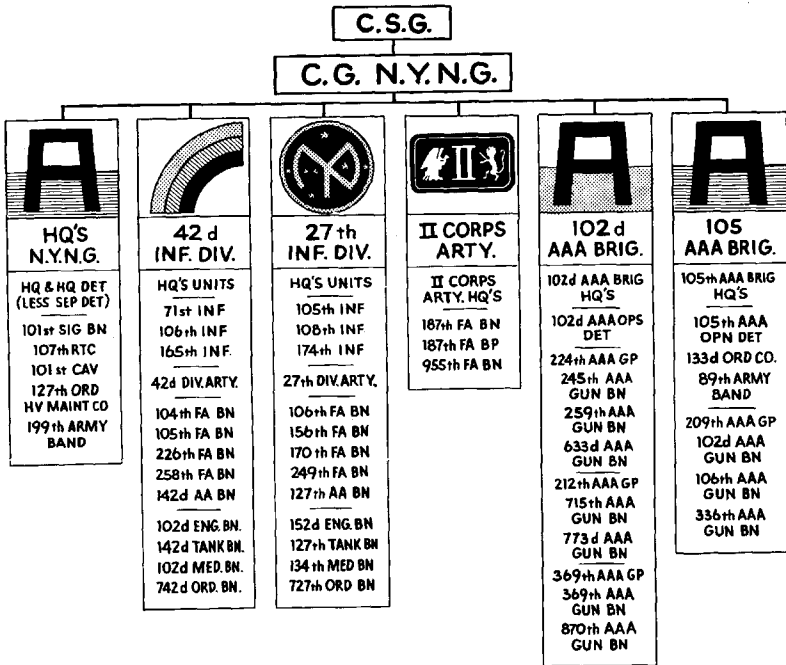 C.S.G.
C.G. N.Y.N.G.
HQ'S
N.Y.N.G.
HQ & HQ DET
(LESS SEP DET)
101st SIG BN
107th RTC
101st CAV
127th ORD
HV MAINT CO
199th ARMY
BAND
42d
INF. DIV.
HQ'S UNITS
71st INF
106th INF
165th INF.
42d DIV. ARTY.
104th FA BN
105th FA BN
226th FA BN
258th FA BN
142d AA BN
102d ENG. BN.
142d TANK BN.
102d MED. BN.
742d ORD. BN.
NYD
27th
INF. DIV.
HQ'S UNITS
105th INF
108th INF
174th INF
27th DIV. ARTY.
106th FA BN
156th FA BN
170th FA BN
249th FA BN
127th AA BN
152d ENG. BN
127th TANK BN
134th MED BN
727th ORD BN
II
II CORPS
ARTY.
II CORPS
ARTY. HQ'S
187th FA BN
187th FA BP
955th FA BN
102d
AAA BRIG.
102d AAA BRIG
HQ'S
102d AAA OPS
DET
224th AAA GP
245th AAA
GUN BN
259th AAA
GUN BN
633d AAA
GUN BN
212th AAA GP
715th AAA
GUN BN
773d AAA
GUN BN
369th AAA GP
369th AAA
GUN BN
870th AAA
GUN BN
105
AAA BRIG.
105th AAA BRIG
HQ'S
105th AAA
OPN DET
133d ORD CO.
89th ARMY
BAND
209th AAA GP
102d AAA
GUN BN
106th AAA
GUN BN
336th AAA
GUN BN